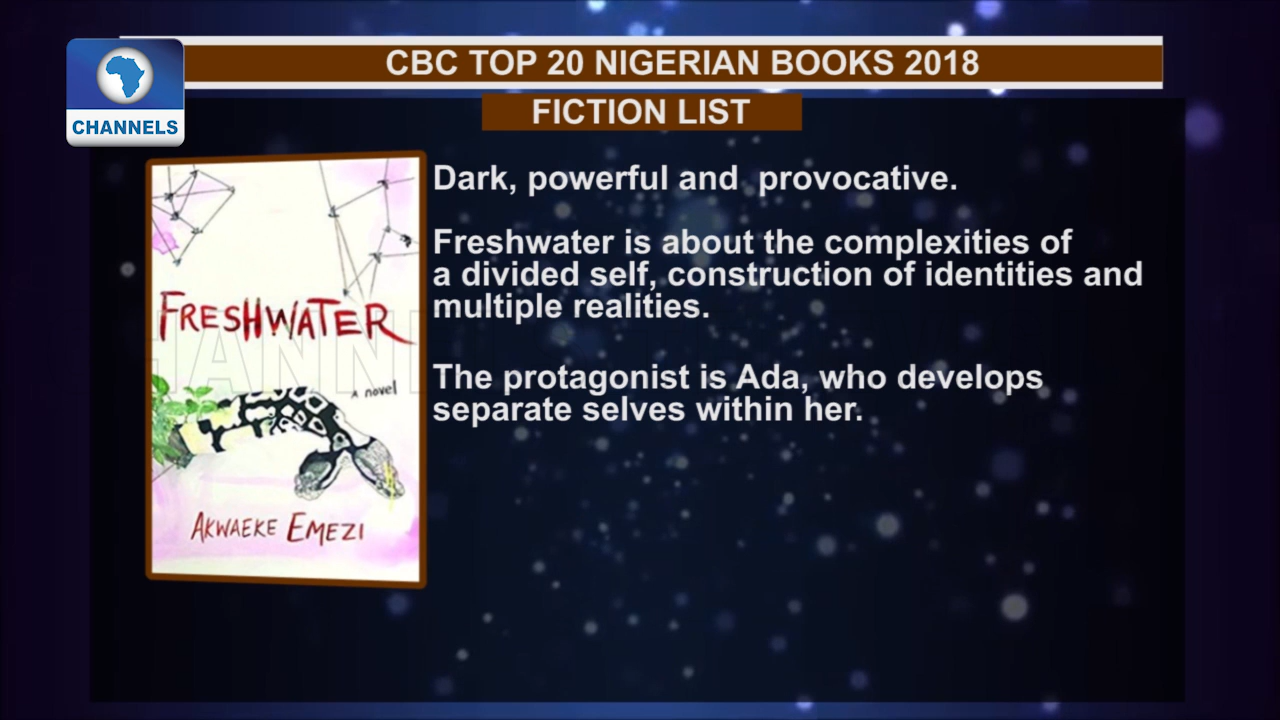 CBC TOP 20 NIGERIAN BOOKS 2018
CHANNELS
FICTION LIST
Dark, powerful and  provocative.
Freshwater is about the complexities of
a divided self, construction of identities and
multiple realities.
The protagonist is Ada, who develops
separate selves within her.
FRESHWATER
A novel
AKWAEKE EMEZI